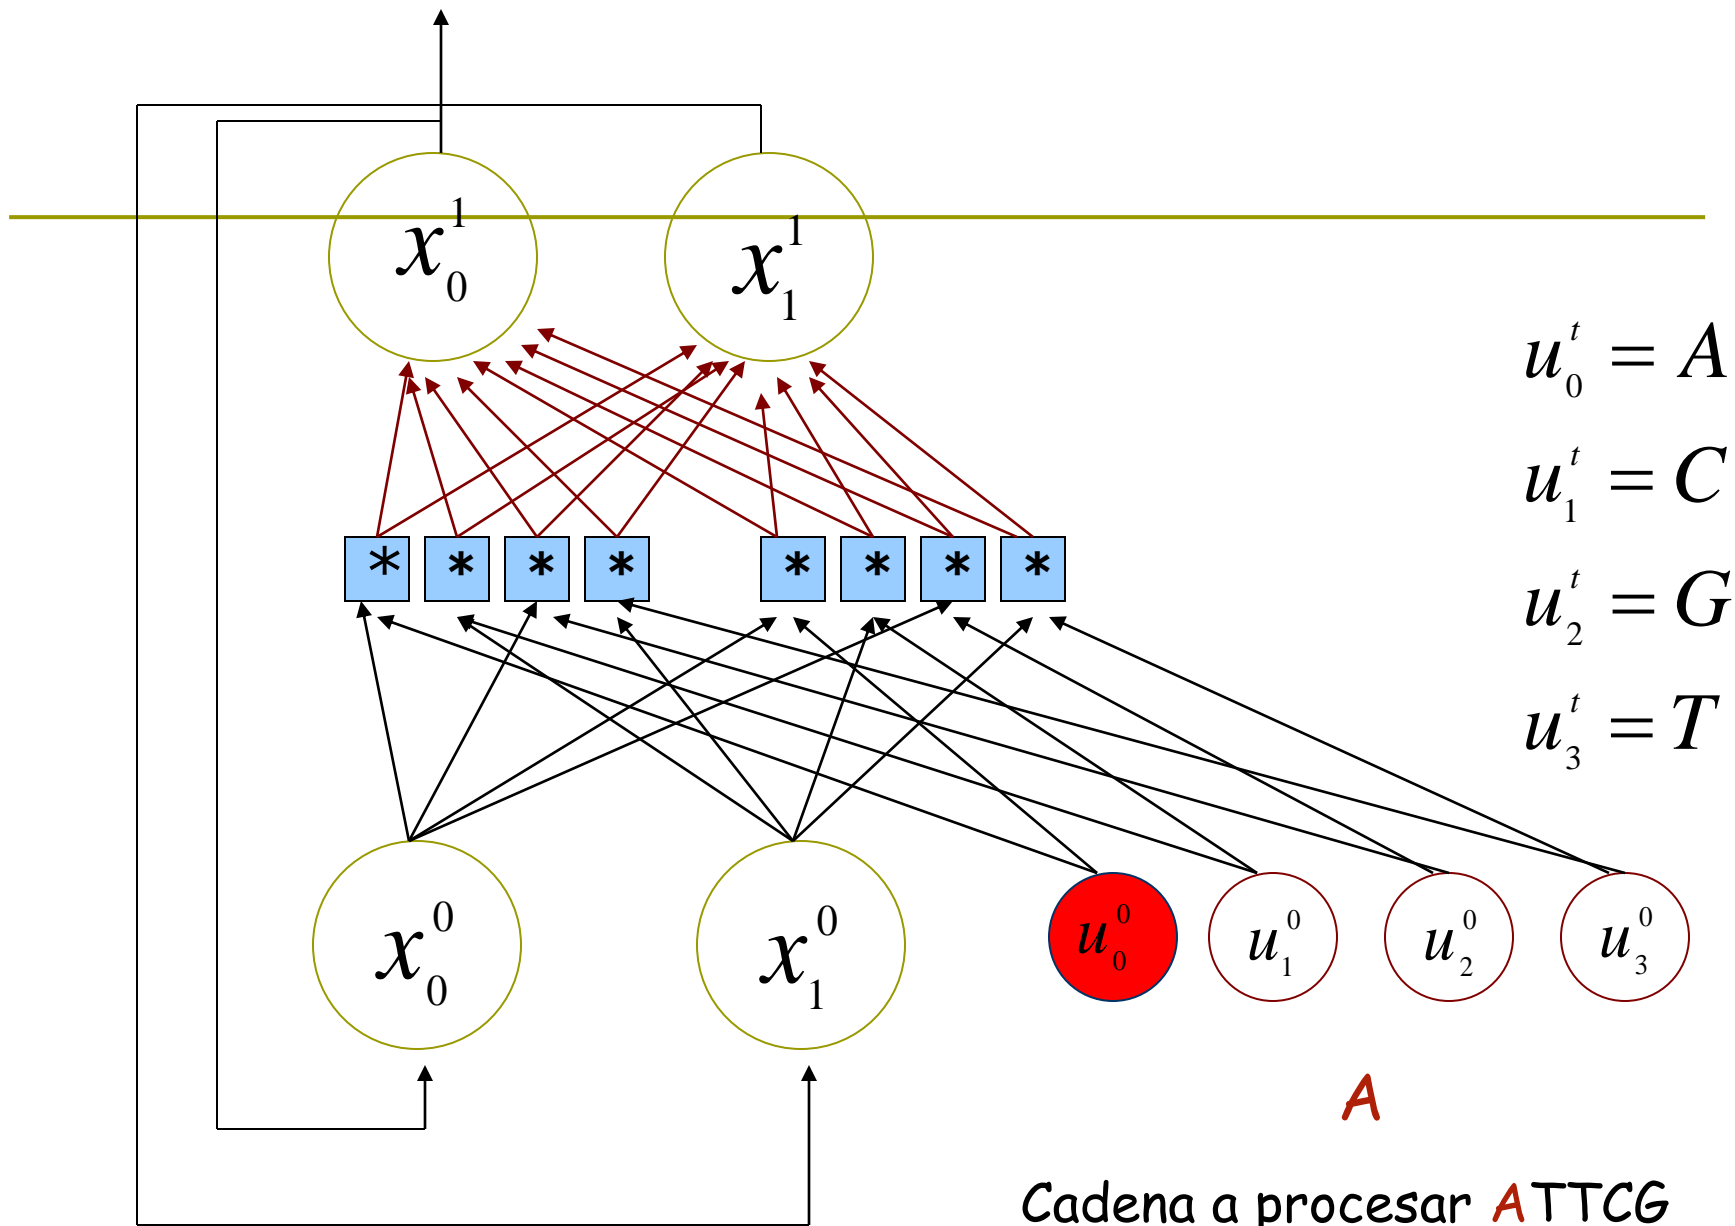 x_0^1 x_1^1
u_0^t = A
u_1^t = C
u_2^t = G
u_3^t = T
* * * * * * * *
x_0^0 x_1^0 u_0^0 u_1^0 u_2^0 u_3^0
A
Cadena a procesar ATTCG